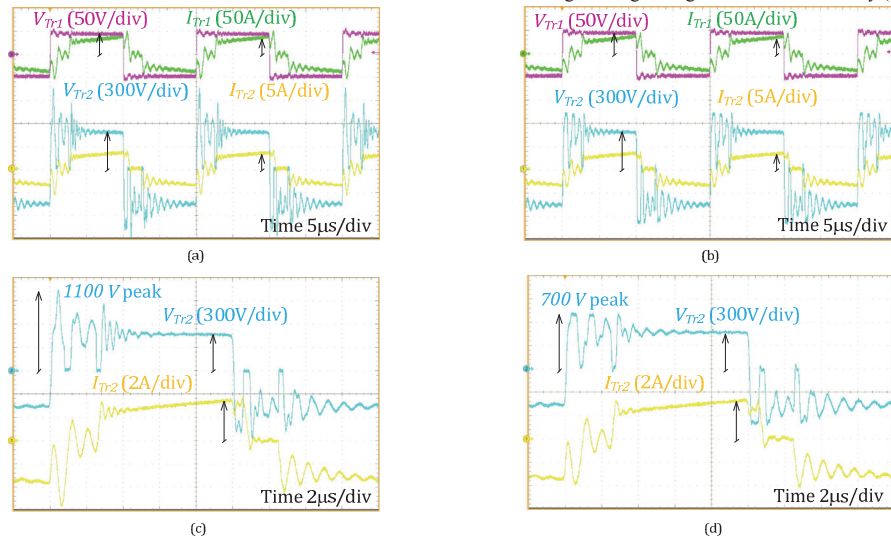 V_Tr1 (50V/div) I_Tr1 (50A/div)
V_Tr2 (300V/div) I_Tr2 (5A/div)
Time 5µs/div
(a)
V_Tr1 (50V/div) I_Tr1 (50A/div)
V_Tr2 (300V/div) I_Tr2 (5A/div)
Time 5µs/div
(b)
1100 V peak
V_Tr2 (300V/div)
I_Tr2 (2A/div)
Time 2µs/div
(c)
700 V peak
V_Tr2 (300V/div)
I_Tr2 (2A/div)
Time 2µs/div
(d)